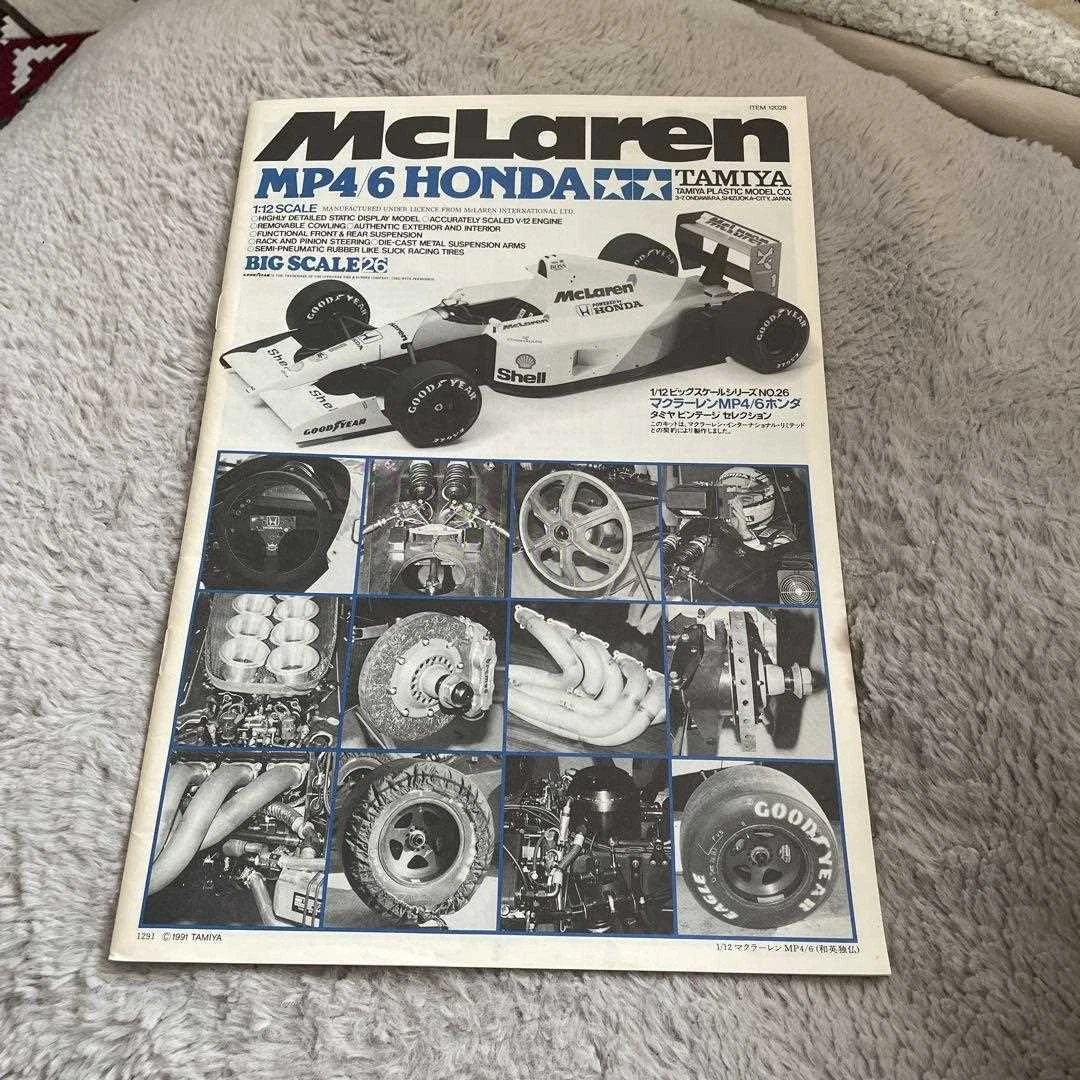 ITEM 12028
McLaren
MP4/6 HONDA TAMIYA
TAMIYA PLASTIC MODEL CO.
3-7, ONDAWARA, SHIZUOKA-CITY, JAPAN.
1:12 SCALE MANUFACTURED UNDER LICENCE FROM McLAREN INTERNATIONAL LTD.
○HIGHLY DETAILED STATIC DISPLAY MODEL ○ACCURATELY SCALED V-12 ENGINE
○REMOVABLE COWLING ○AUTHENTIC EXTERIOR AND INTERIOR
○FUNCTIONAL FRONT & REAR SUSPENSION
○RACK AND PINION STEERING ○DIE-CAST METAL SUSPENSION ARMS
○SEMI-PNEUMATIC RUBBER LIKE SLICK RACING TIRES
BIG SCALE 26
BOSS
McLaren
POWERED by
HONDA
McLaren
Shell
GOODYEAR
GOODYEAR
EAGLE
GOODYEAR
EAGLE
GOODYEAR
Shell
HONDA
1/12 ビッグスケールシリーズ NO.26
マクラーレンMP4/6ホンダ
タミヤ ビンテージ セレクション
このキットは、マクラーレン・インターナショナル・リミテッド
との契約により製作しました。
HONDA
GOODYEAR
EAGLE
1291 ©1991 TAMIYA
1/12 マクラーレン MP4/6 (和英独仏)